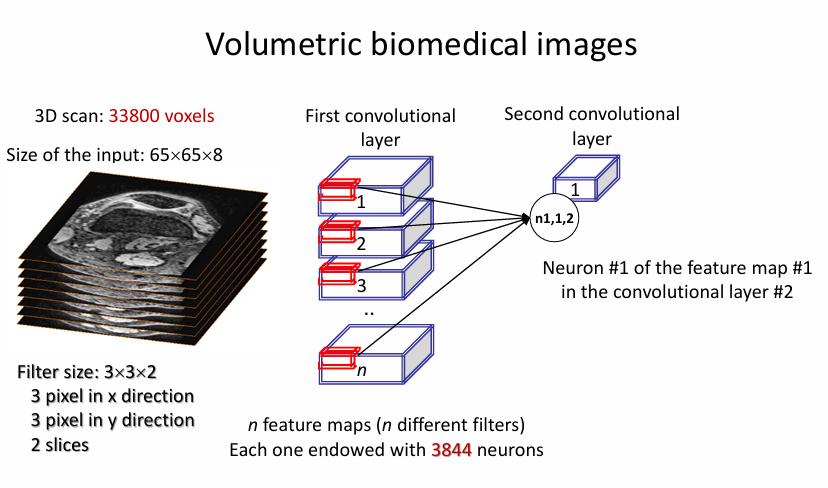 Volumetric biomedical images
3D scan: 33800 voxels
Size of the input: 65×65×8
First convolutional
layer
Second convolutional
layer
1
2
3
..
n
1
n1,1,2
Neuron #1 of the feature map #1
in the convolutional layer #2
Filter size: 3×3×2
3 pixel in x direction
3 pixel in y direction
2 slices
n feature maps (n different filters)
Each one endowed with 3844 neurons